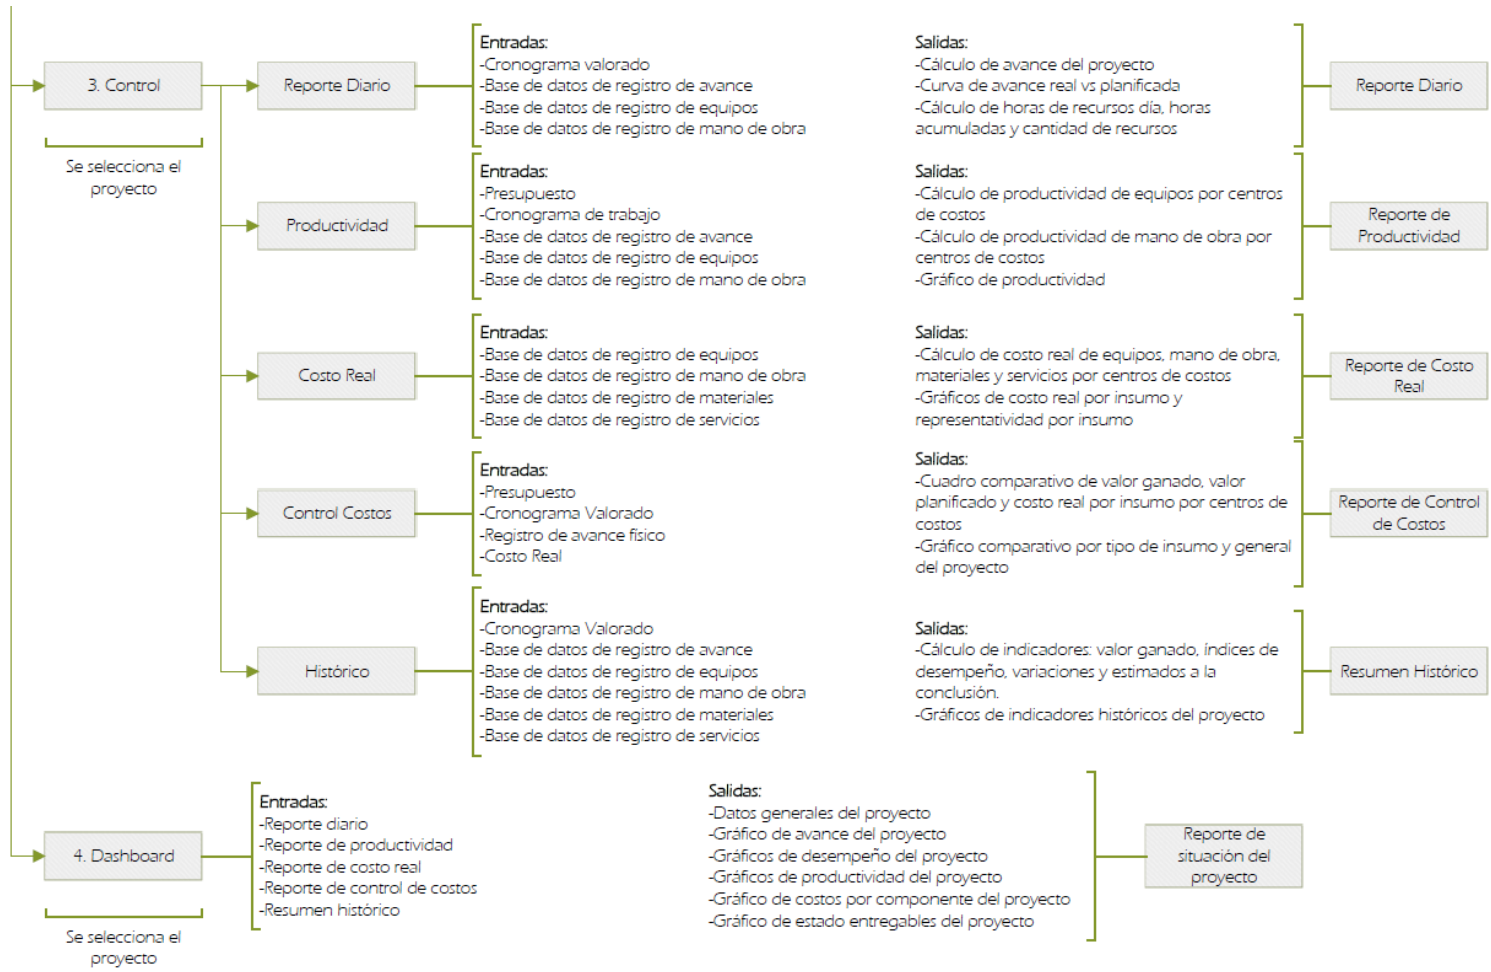 3. Control
Se selecciona el
proyecto
Reporte Diario
Entradas:
-Cronograma valorado
-Base de datos de registro de avance
-Base de datos de registro de equipos
-Base de datos de registro de mano de obra
Salidas:
-Cálculo de avance del proyecto
-Curva de avance real vs planificada
-Cálculo de horas de recursos día, horas
acumuladas y cantidad de recursos
Reporte Diario
Productividad
Entradas:
-Presupuesto
-Cronograma de trabajo
-Base de datos de registro de avance
-Base de datos de registro de equipos
-Base de datos de registro de mano de obra
Salidas:
-Cálculo de productividad de equipos por centros
de costos
-Cálculo de productividad de mano de obra por
centros de costos
-Gráfico de productividad
Reporte de
Productividad
Costo Real
Entradas:
-Base de datos de registro de equipos
-Base de datos de registro de mano de obra
-Base de datos de registro de materiales
-Base de datos de registro de servicios
Salidas:
-Cálculo de costo real de equipos, mano de obra,
materiales y servicios por centros de costos
-Gráficos de costo real por insumo y
representatividad por insumo
Reporte de Costo
Real
Control Costos
Entradas:
-Presupuesto
-Cronograma Valorado
-Registro de avance físico
-Costo Real
Salidas:
-Cuadro comparativo de valor ganado, valor
planificado y costo real por insumo por centros de
costos
-Gráfico comparativo por tipo de insumo y general
del proyecto
Reporte de Control
de Costos
Histórico
Entradas:
-Cronograma Valorado
-Base de datos de registro de avance
-Base de datos de registro de equipos
-Base de datos de registro de mano de obra
-Base de datos de registro de materiales
-Base de datos de registro de servicios
Salidas:
-Cálculo de indicadores: valor ganado, índices de
desempeño, variaciones y estimados a la
conclusión.
-Gráficos de indicadores históricos del proyecto
Resumen Histórico
4. Dashboard
Se selecciona el
proyecto
Entradas:
-Reporte diario
-Reporte de productividad
-Reporte de costo real
-Reporte de control de costos
-Resumen histórico
Salidas:
-Datos generales del proyecto
-Gráfico de avance del proyecto
-Gráficos de desempeño del proyecto
-Gráficos de productividad del proyecto
-Gráfico de costos por componente del proyecto
-Gráfico de estado entregables del proyecto
Reporte de
situación del
proyecto